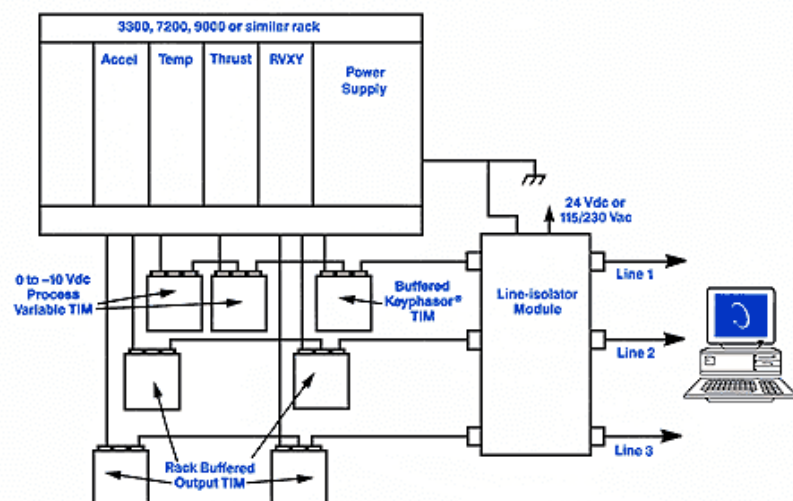 3300, 7200, 9000 or similer rack
Accel
Temp
Thrust
RVXY
Power
Supply
24 Vdc or
115/230 Vac
0 to –10 Vdc
Process
Variable TIM
Buffered
Keyphasor®
TIM
Line-isolator
Module
Line 1
Line 2
Line 3
Rack Buffered
Output TIM